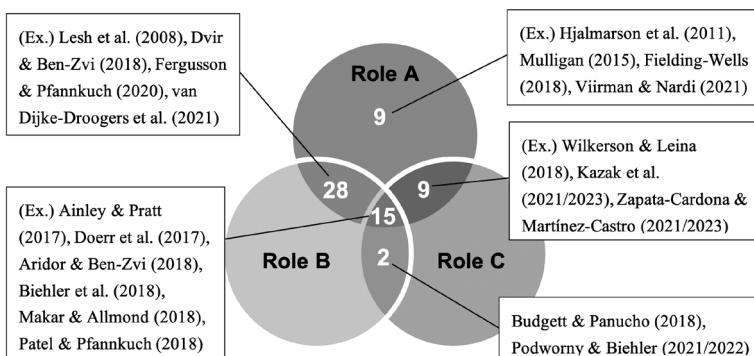 (Ex.) Lesh et al. (2008), Dvir
& Ben-Zvi (2018), Fergusson
& Pfannkuch (2020), van
Dijke-Droogers et al. (2021)
(Ex.) Hjalmarson et al. (2011),
Mulligan (2015), Fielding-Wells
(2018), Viirman & Nardi (2021)
Role A
9
(Ex.) Wilkerson & Leina
(2018), Kazak et al.
(2021/2023), Zapata-Cardona &
Martínez-Castro (2021/2023)
28
9
15
(Ex.) Ainley & Pratt
(2017), Doerr et al. (2017),
Aridor & Ben-Zvi (2018),
Biehler et al. (2018),
Makar & Allmond (2018),
Patel & Pfannkuch (2018)
Role B
2
Role C
Budgett & Panucho (2018),
Podworny & Biehler (2021/2022)